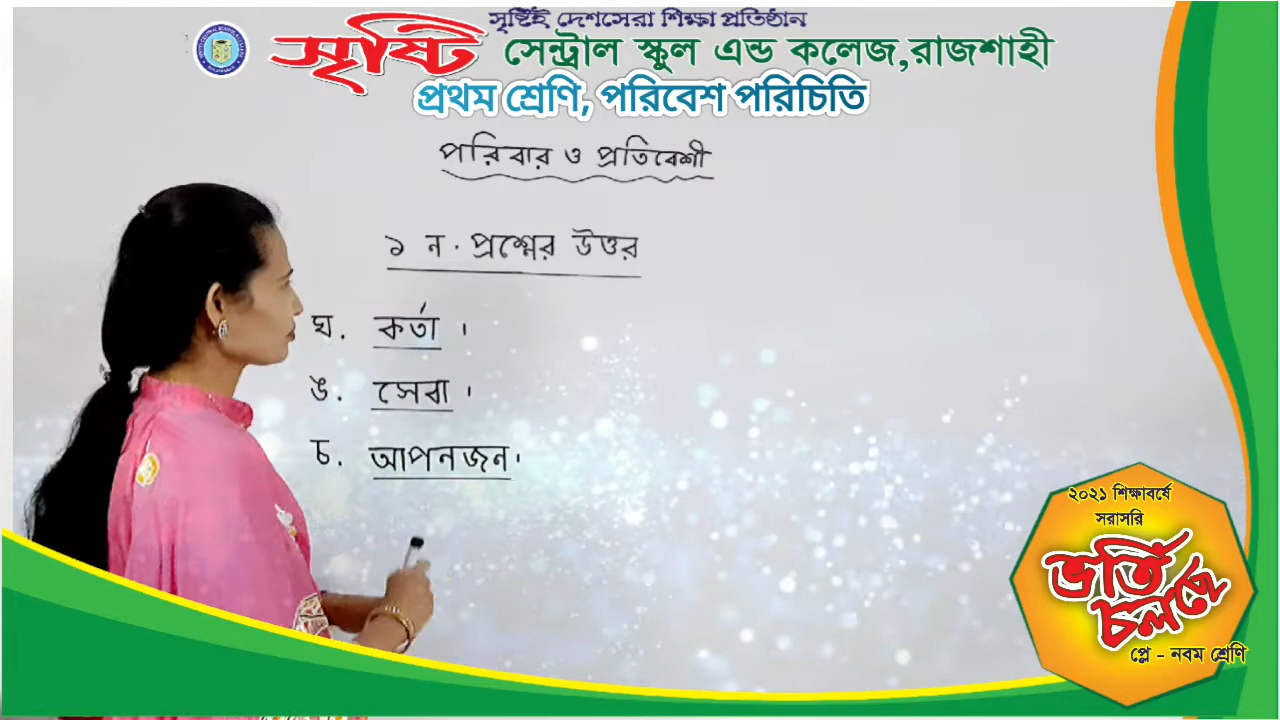 সৃষ্টিই দেশসেরা শিক্ষা প্রতিষ্ঠান
সৃষ্টি সেন্ট্রাল স্কুল এন্ড কলেজ,রাজশাহী
প্রথম শ্রেণি, পরিবেশ পরিচিতি
পরিবার ও প্রতিবেশী
১ ন. প্রশ্নের উত্তর
ঘ. কর্তা ।
ঙ. সেবা ।
চ. আপনজন।
২০২১ শিক্ষাবর্ষে
সরাসরি
ভর্তি
চলছে
প্লে - নবম শ্রেণি